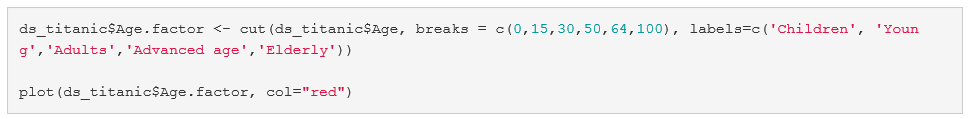 ds_titanic$Age.factor <- cut(ds_titanic$Age, breaks = c(0,15,30,50,64,100), labels=c('Children', 'Youn
g','Adults','Advanced age','Elderly'))
plot(ds_titanic$Age.factor, col="red")